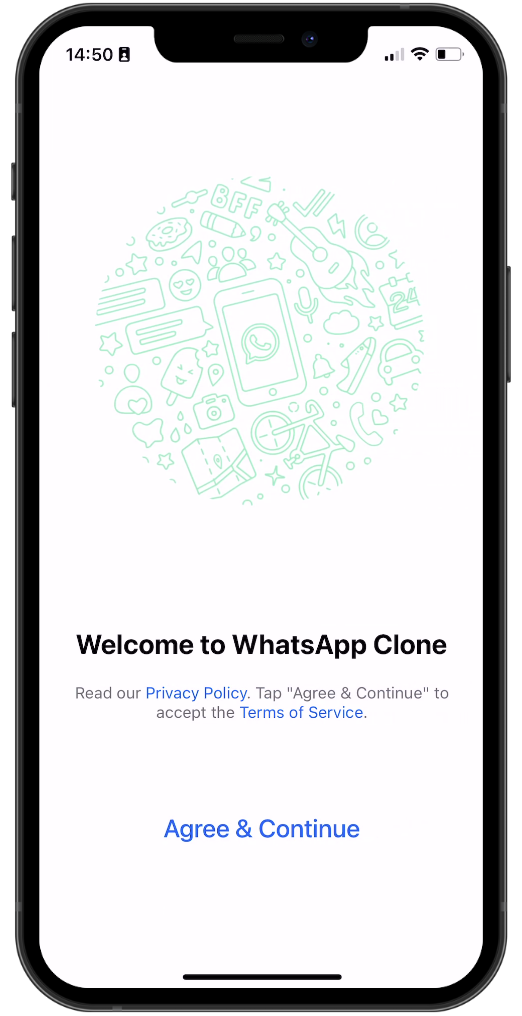 14:50
BFF
24
Welcome to WhatsApp Clone
Read our Privacy Policy. Tap "Agree & Continue" to
accept the Terms of Service.
Agree & Continue